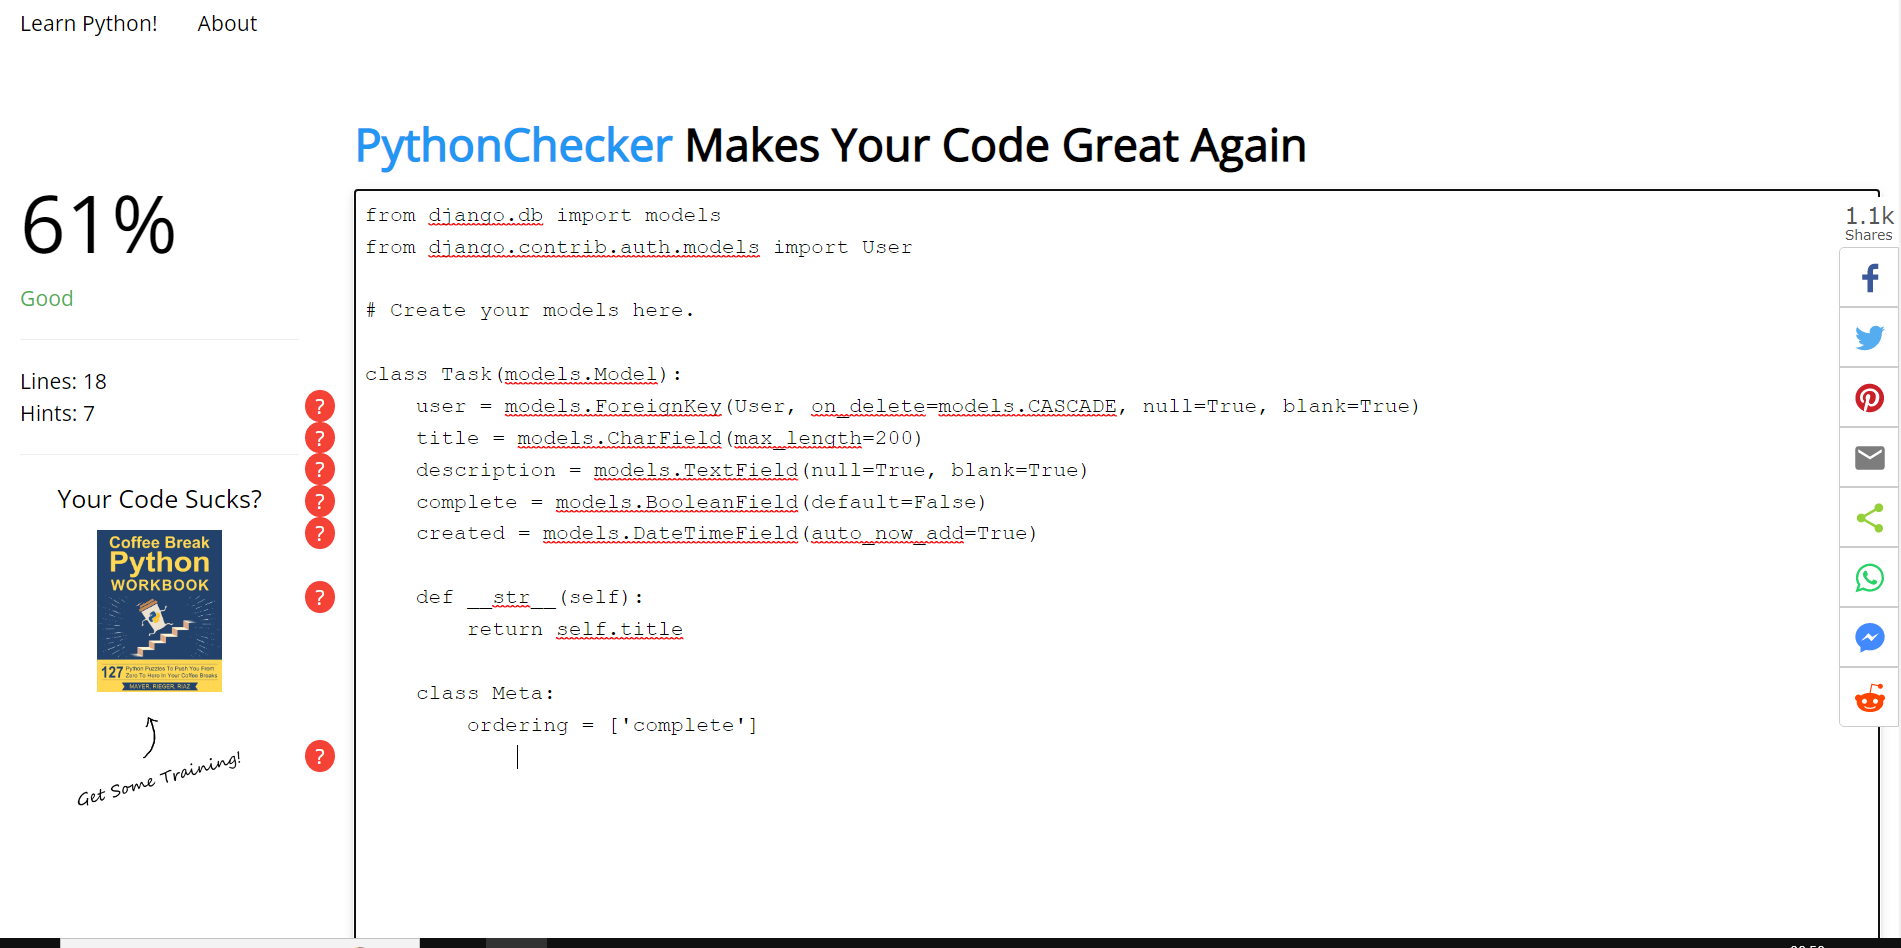 Learn Python! About
PythonChecker Makes Your Code Great Again
61%
Good
Lines: 18
Hints: 7
Your Code Sucks?
Coffee Break
Python
WORKBOOK
127 Python Puzzles To Push You From
Zero To Hero In Your Coffee Breaks
MAYER, RIEGER, RIAZ
Get Some Training!
?
?
?
?
?
?
?
from django.db import models
from django.contrib.auth.models import User
# Create your models here.
class Task(models.Model):
    user = models.ForeignKey(User, on_delete=models.CASCADE, null=True, blank=True)
    title = models.CharField(max_length=200)
    description = models.TextField(null=True, blank=True)
    complete = models.BooleanField(default=False)
    created = models.DateTimeField(auto_now_add=True)
    def __str__(self):
        return self.title
    class Meta:
        ordering = ['complete']
1.1k
Shares